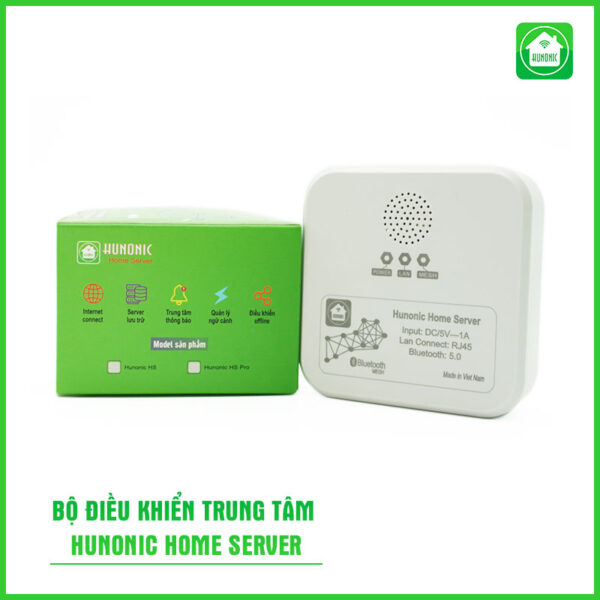 HUNONIC
HUNONIC
Home Server
Internet
connect
Server
lưu trữ
Trung tâm
thông báo
Quản lý
ngữ cảnh
Điều khiển
offline
Model sản phẩm
Hunonic HS
Hunonic HS Pro
POWER LAN MESH
Hunonic Home Server
Input: DC/5V—1A
Lan Connect: RJ45
Bluetooth: 5.0
Bluetooth
MESH
Made in Viet Nam
BỘ ĐIỀU KHIỂN TRUNG TÂM
HUNONIC HOME SERVER